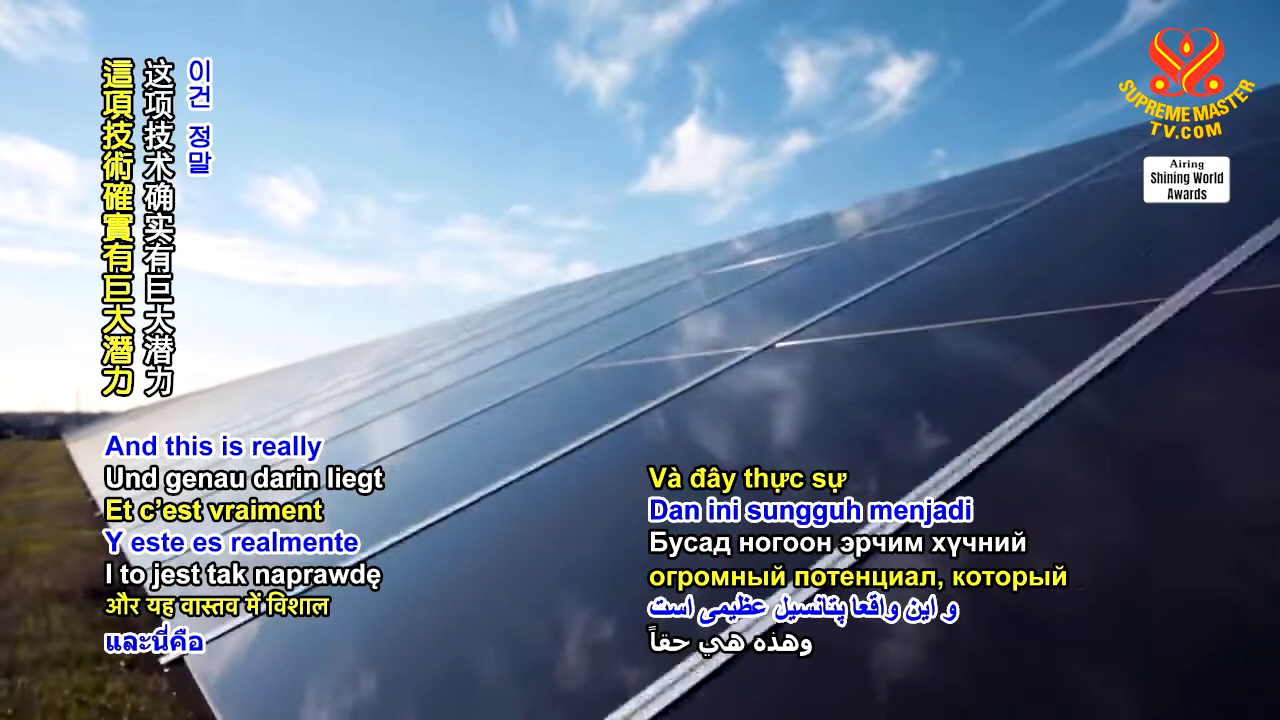 這項技術確實有巨大潛力
这项技术确实有巨大潜力
이건 정말
SUPREME MASTER
TV.COM
Airing
Shining World
Awards
And this is really
Und genau darin liegt
Et c’est vraiment
Y este es realmente
I to jest tak naprawdę
और यह वास्तव में विशाल
และนี่คือ
Và đây thực sự
Dan ini sungguh menjadi
Бусад ногоон эрчим хүчний
огромный потенциал, который
و این واقعا پتانسیل عظیمی است
وهذه هي حقاً